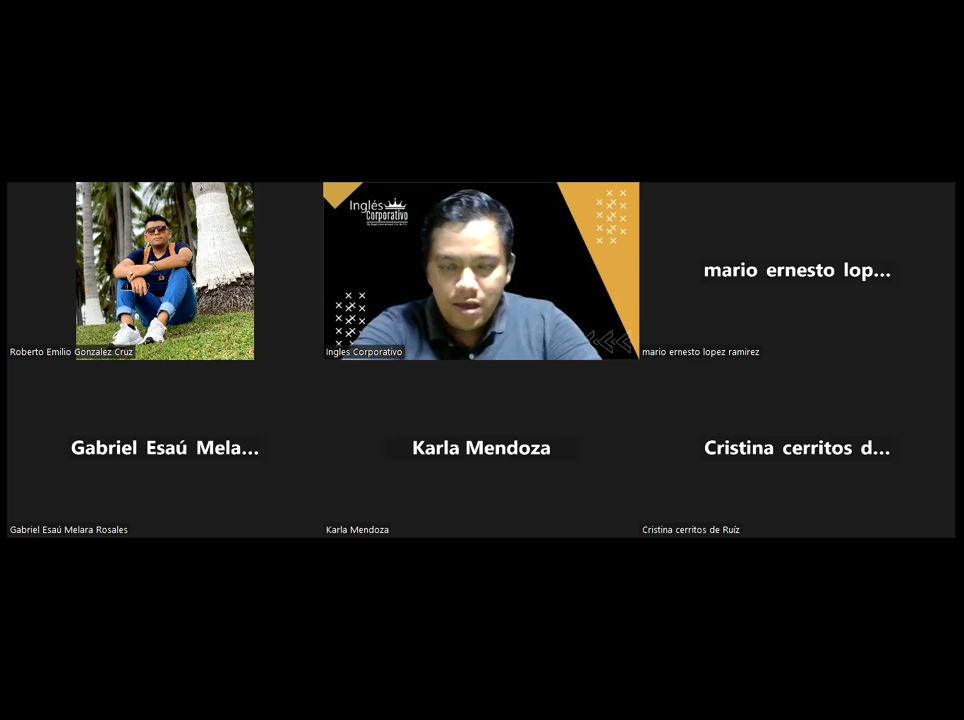 Inglés
Corporativo
Roberto Emilio Gonzalez Cruz
Ingles Corporativo
mario ernesto lop...
mario ernesto lopez ramirez
Gabriel Esaú Mela...
Karla Mendoza
Cristina cerritos d...
Gabriel Esaú Melara Rosales
Karla Mendoza
Cristina cerritos de Ruíz